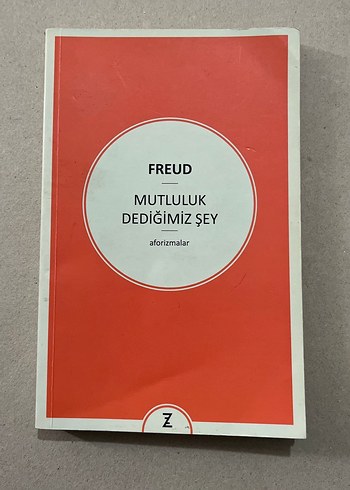 FREUD
MUTLULUK
DEDİĞİMİZ ŞEY
aforizmalar
Z